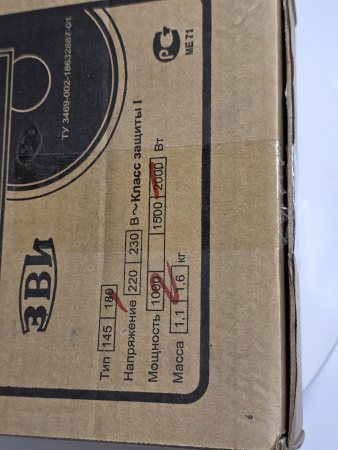 ЗВИ
ТУ 3469-002-18632887-01
РСТ
МЕ71
Тип 145 180
Напряжение 220 230 В~Класс защиты I
Мощность 1000 1500 2000 Вт
Масса 1,1 1,6 кг